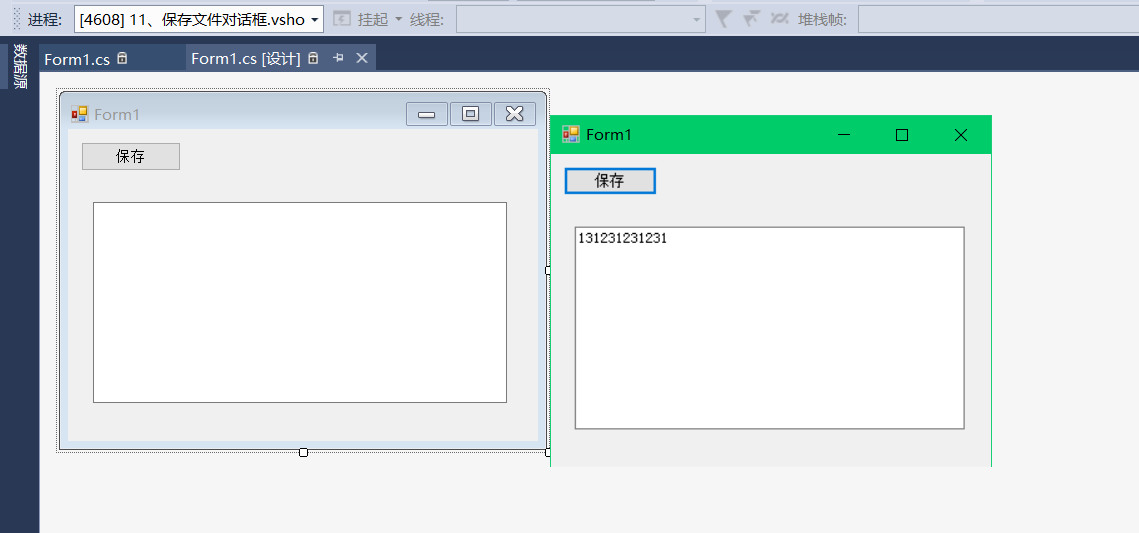 进程: [4608] 11、保存文件对话框.vsho 挂起 线程: 堆栈帧:
数据源
Form1.cs Form1.cs [设计]
Form1
保存
Form1
保存
131231231231